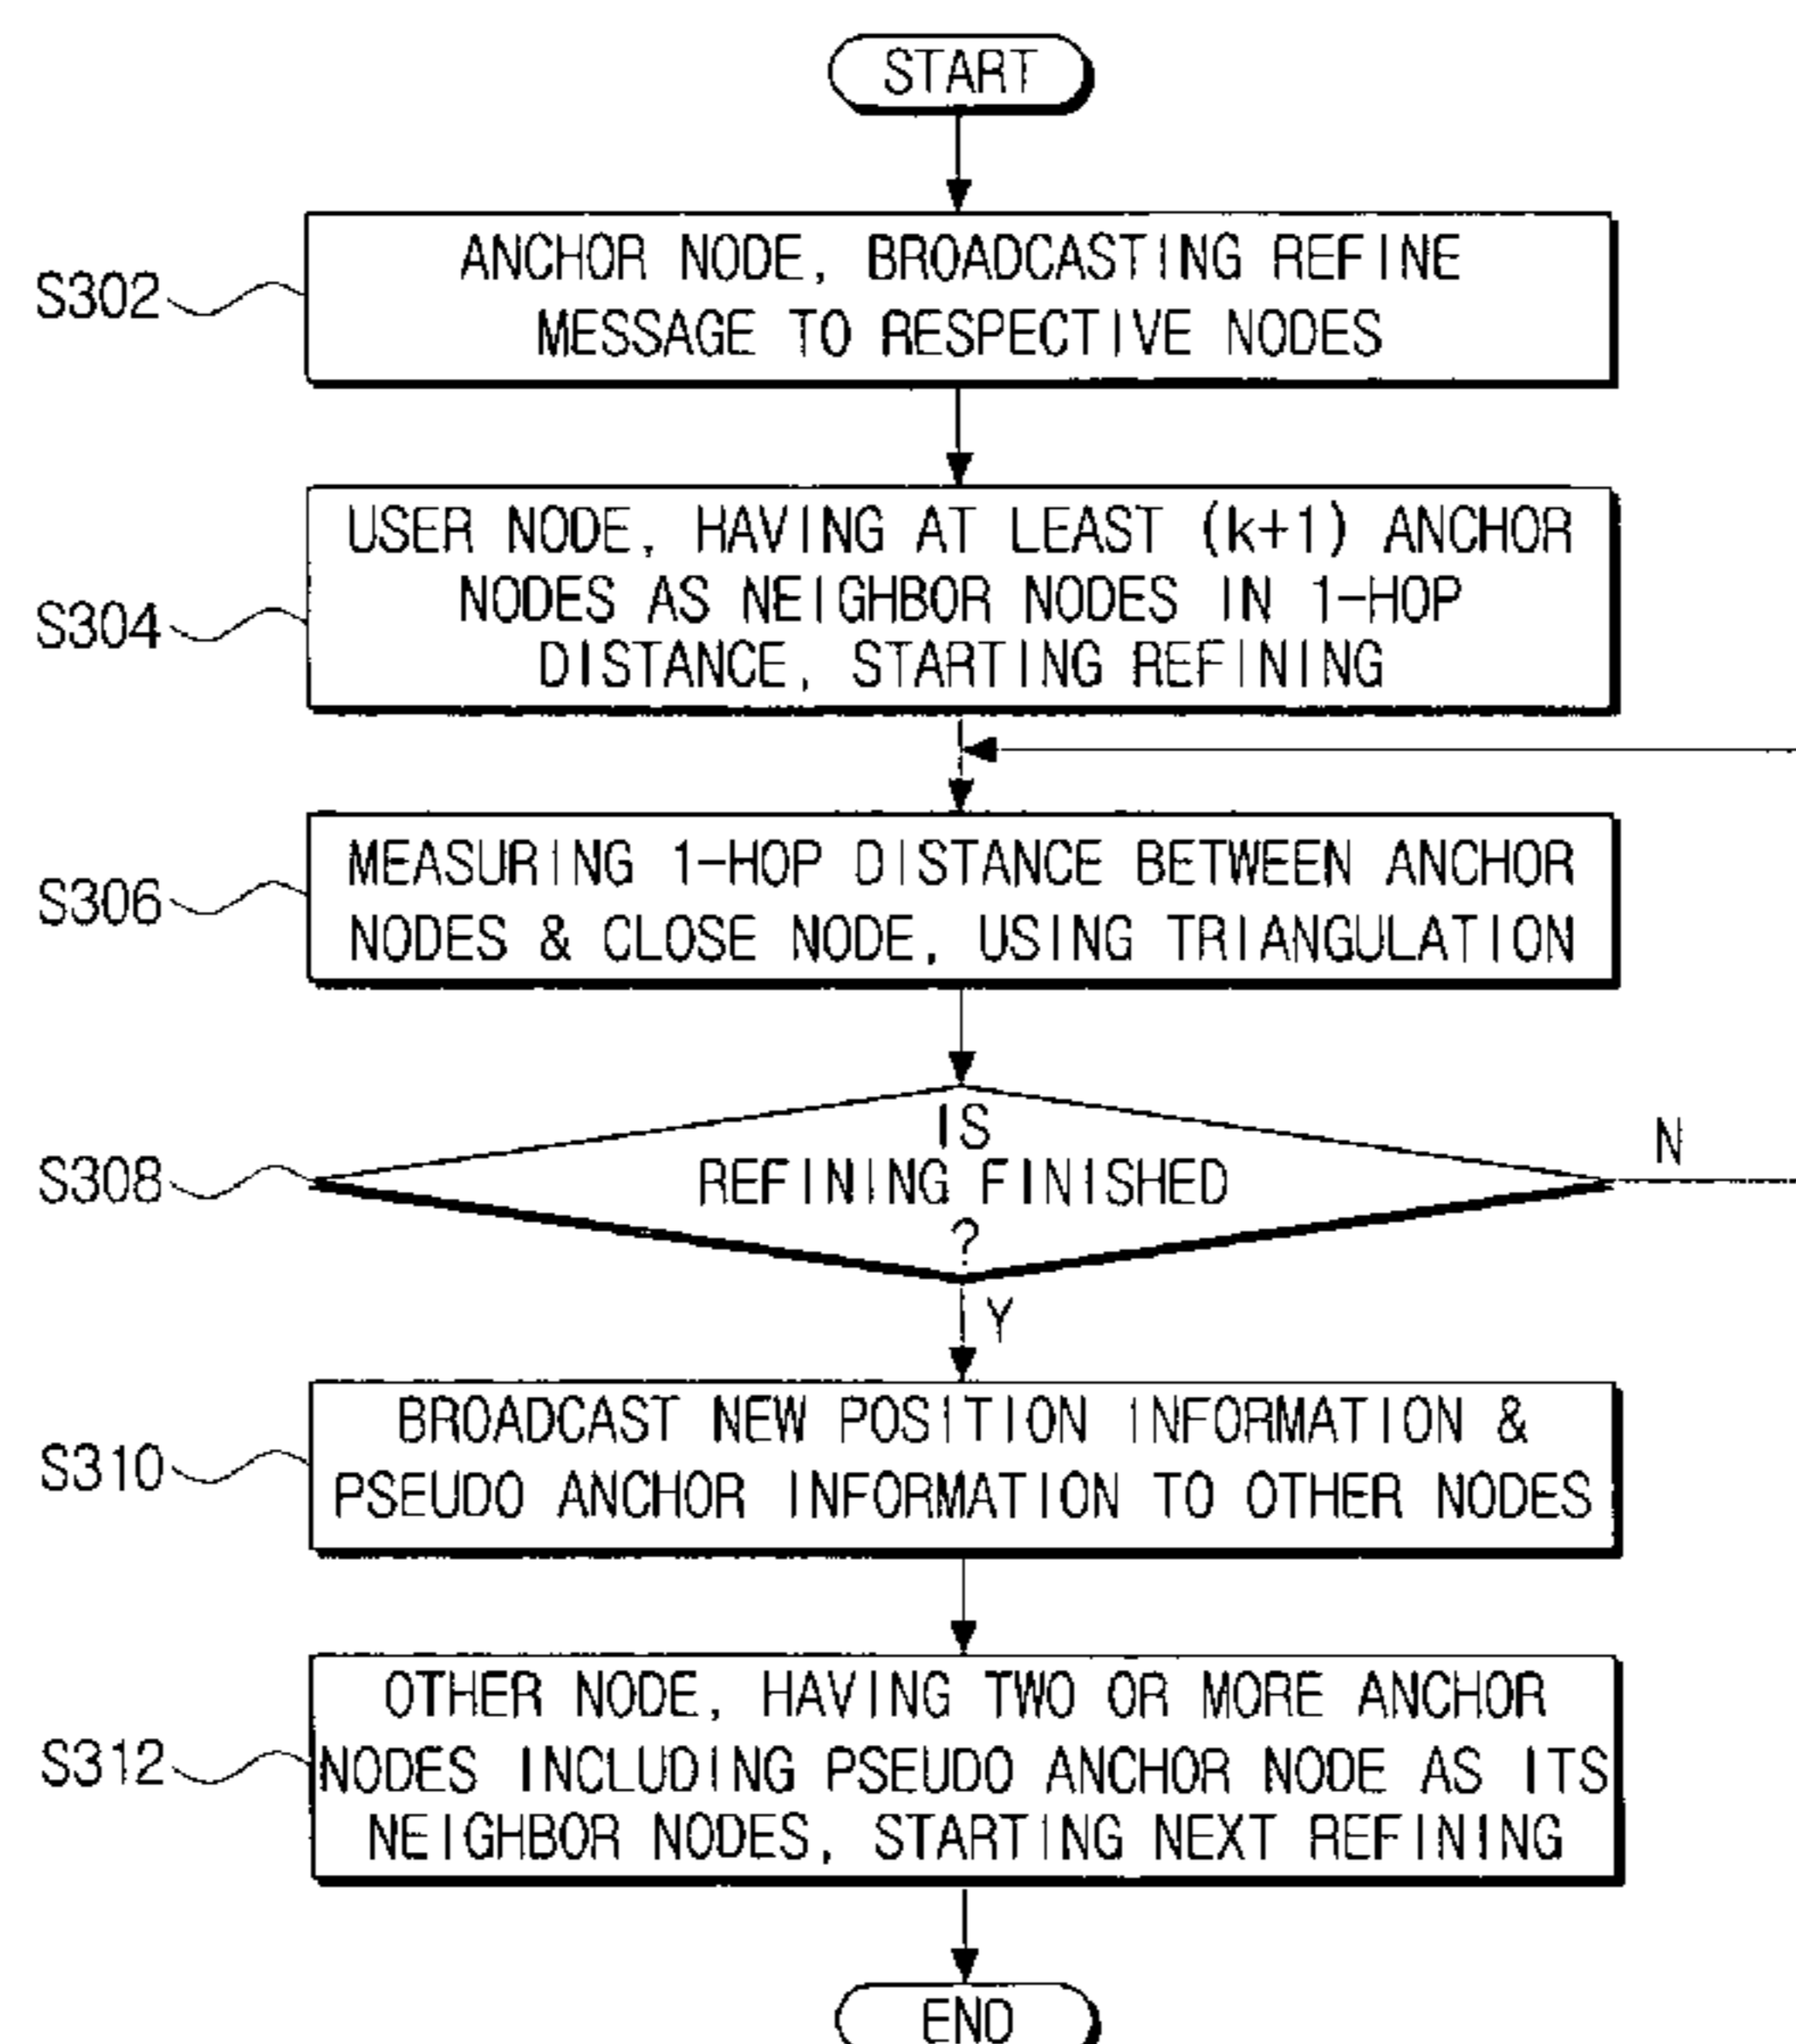 START
S302
ANCHOR NODE, BROADCASTING REFINE
MESSAGE TO RESPECTIVE NODES
S304
USER NODE, HAVING AT LEAST (k+1) ANCHOR
NODES AS NEIGHBOR NODES IN 1-HOP
DISTANCE, STARTING REFINING
S306
MEASURING 1-HOP DISTANCE BETWEEN ANCHOR
NODES & CLOSE NODE, USING TRIANGULATION
S308
IS
REFINING FINISHED
?
N
Y
S310
BROADCAST NEW POSITION INFORMATION &
PSEUDO ANCHOR INFORMATION TO OTHER NODES
S312
OTHER NODE, HAVING TWO OR MORE ANCHOR
NODES INCLUDING PSEUDO ANCHOR NODE AS ITS
NEIGHBOR NODES, STARTING NEXT REFINING
END